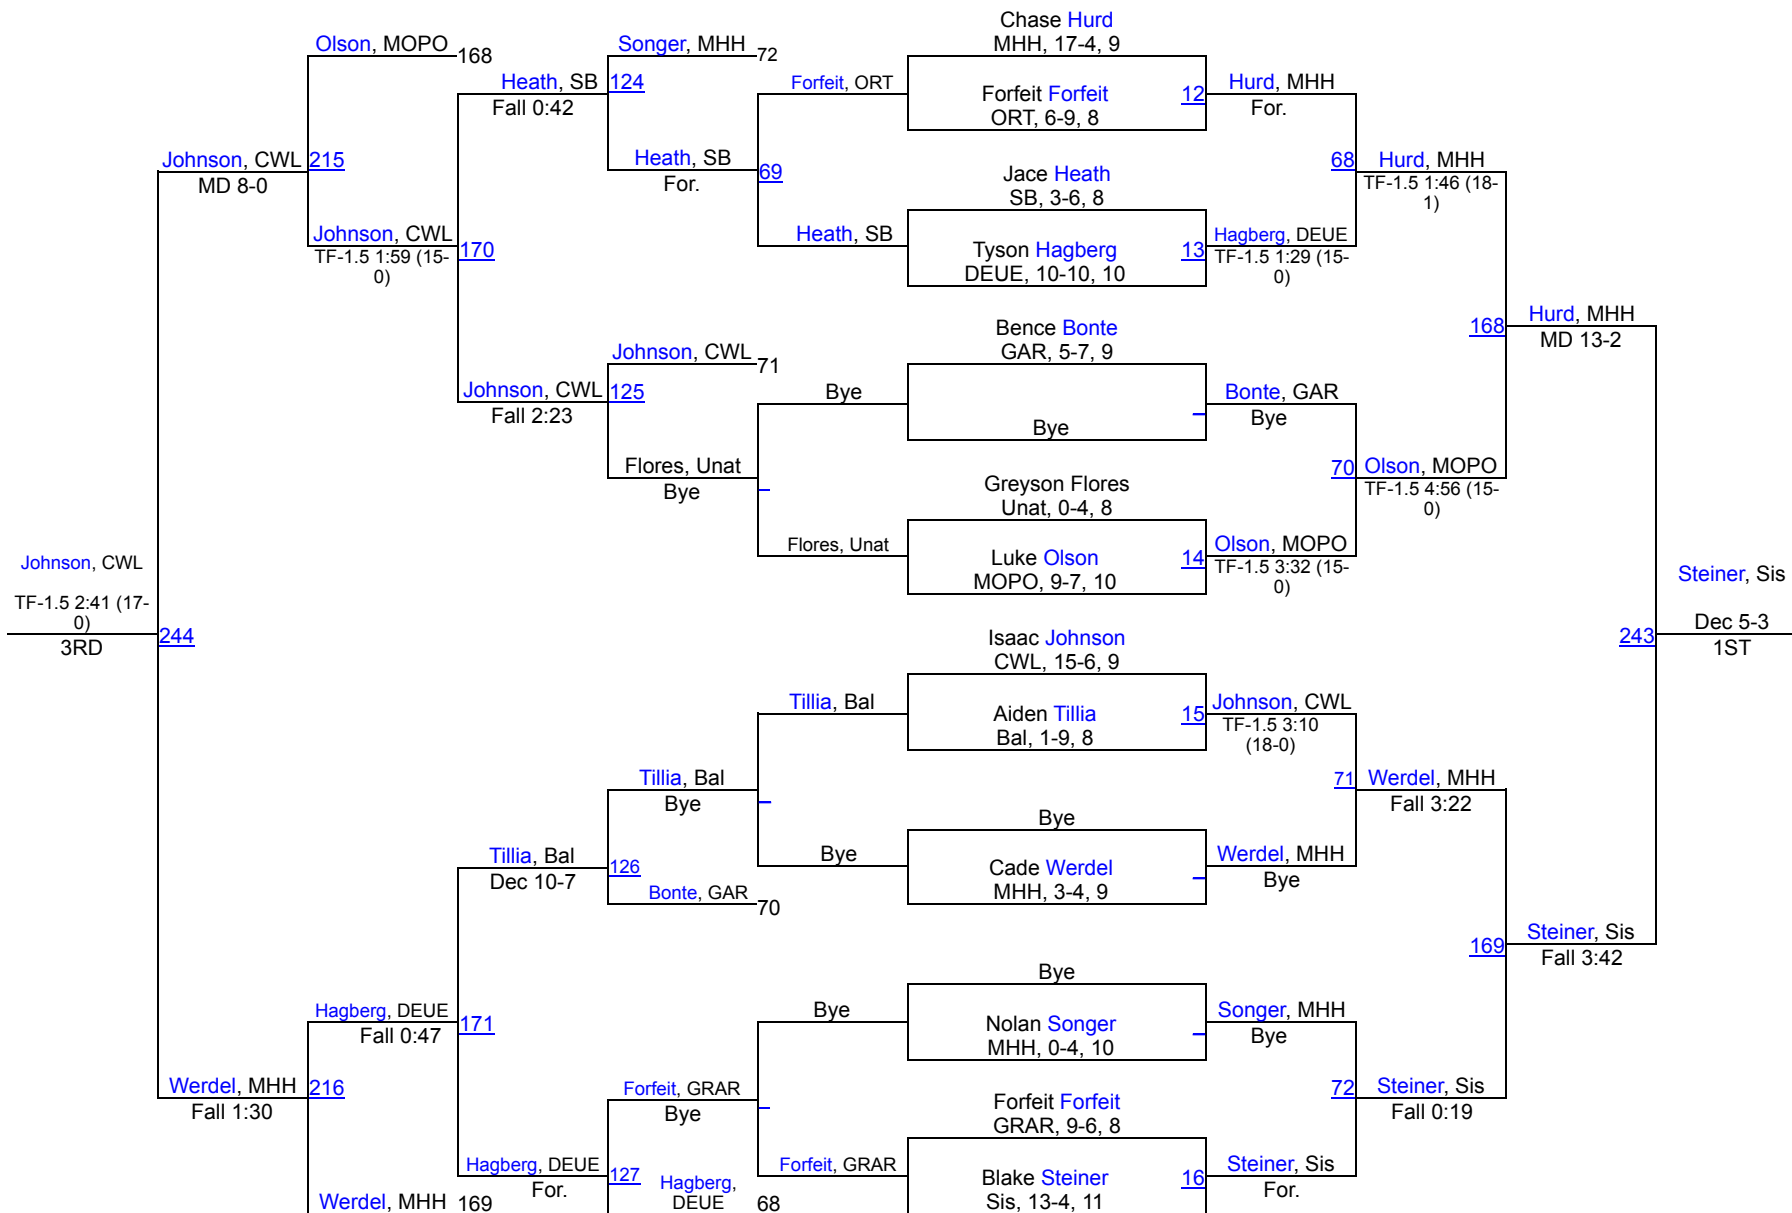 Chase Hurd
MHH, 17-4, 9
Olson, MOPO 168
Songer, MHH 72
Heath, SB 124
Fall 0:42
Forfeit, ORT
Forfeit Forfeit 12
ORT, 6-9, 8
Hurd, MHH
For.
Johnson, CWL 215
MD 8-0
Heath, SB 69
For.
Jace Heath
SB, 3-6, 8
68 Hurd, MHH
TF-1.5 1:46 (18-
1)
Johnson, CWL 170
TF-1.5 1:59 (15-
0)
Heath, SB
Tyson Hagberg 13
DEUE, 10-10, 10
Hagberg, DEUE
TF-1.5 1:29 (15-
0)
Bence Bonte
GAR, 5-7, 9
168 Hurd, MHH
MD 13-2
Johnson, CWL 71
Johnson, CWL 125
Fall 2:23
Bye
Bye
Bonte, GAR
Bye
Flores, Unat
Bye
Greyson Flores
Unat, 0-4, 8
70 Olson, MOPO
TF-1.5 4:56 (15-
0)
Flores, Unat
Luke Olson 14
MOPO, 9-7, 10
Olson, MOPO
TF-1.5 3:32 (15-
0)
Johnson, CWL
TF-1.5 2:41 (17-
0)
3RD
244
Steiner, Sis
243 Dec 5-3
1ST
Isaac Johnson
CWL, 15-6, 9
Tillia, Bal
Aiden Tillia 15
Bal, 1-9, 8
Johnson, CWL
TF-1.5 3:10
(18-0)
Tillia, Bal
Bye
71 Werdel, MHH
Fall 3:22
Bye
Tillia, Bal 126
Dec 10-7
Bye
Cade Werdel
MHH, 3-4, 9
Werdel, MHH
Bye
Bonte, GAR 70
169 Steiner, Sis
Fall 3:42
Bye
Hagberg, DEUE 171
Fall 0:47
Bye
Nolan Songer
MHH, 0-4, 10
Songer, MHH
Bye
Werdel, MHH 216
Fall 1:30
Forfeit, GRAR
Bye
Forfeit Forfeit
GRAR, 9-6, 8
72 Steiner, Sis
Fall 0:19
Hagberg, DEUE 127
For.
Forfeit, GRAR
Blake Steiner 16
Sis, 13-4, 11
Steiner, Sis
For.
Werdel, MHH 169
Hagberg,
DEUE 68